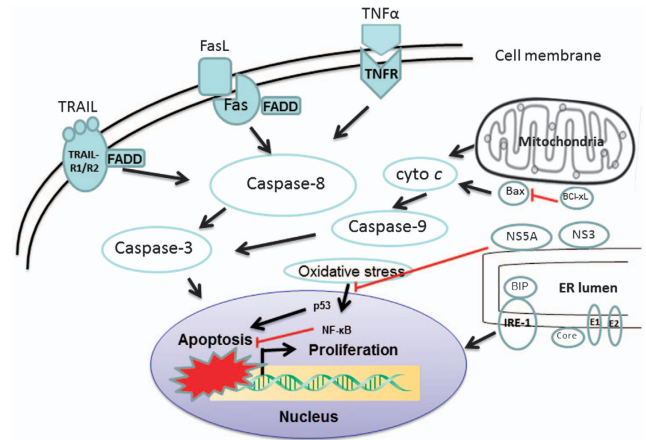 TNFα
FasL
Cell membrane
TNFR
TRAIL
Fas
FADD
Mitochondria
TRAIL-
R1/R2
FADD
cyto c
Caspase-8
Bax
BCl-xL
Caspase-9
NS5A
NS3
Caspase-3
Oxidative stress
BIP
ER lumen
p53
IRE-1
E1
E2
NF-κB
Core
Apoptosis
Proliferation
Nucleus